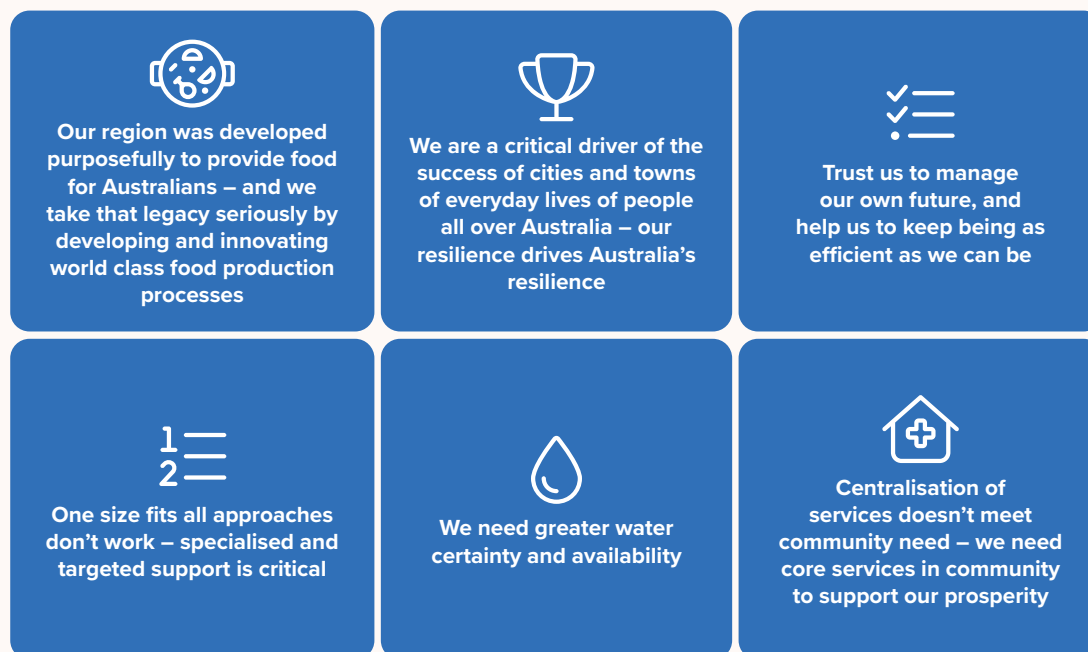 Our region was developed
purposefully to provide food
for Australians – and we
take that legacy seriously by
developing and innovating
world class food production
processes
We are a critical driver of the
success of cities and towns
of everyday lives of people
all over Australia – our
resilience drives Australia’s
resilience
Trust us to manage
our own future, and
help us to keep being as
efficient as we can be
1
2
One size fits all approaches
don’t work – specialised and
targeted support is critical
We need greater water
certainty and availability
Centralisation of
services doesn’t meet
community need – we need
core services in community
to support our prosperity